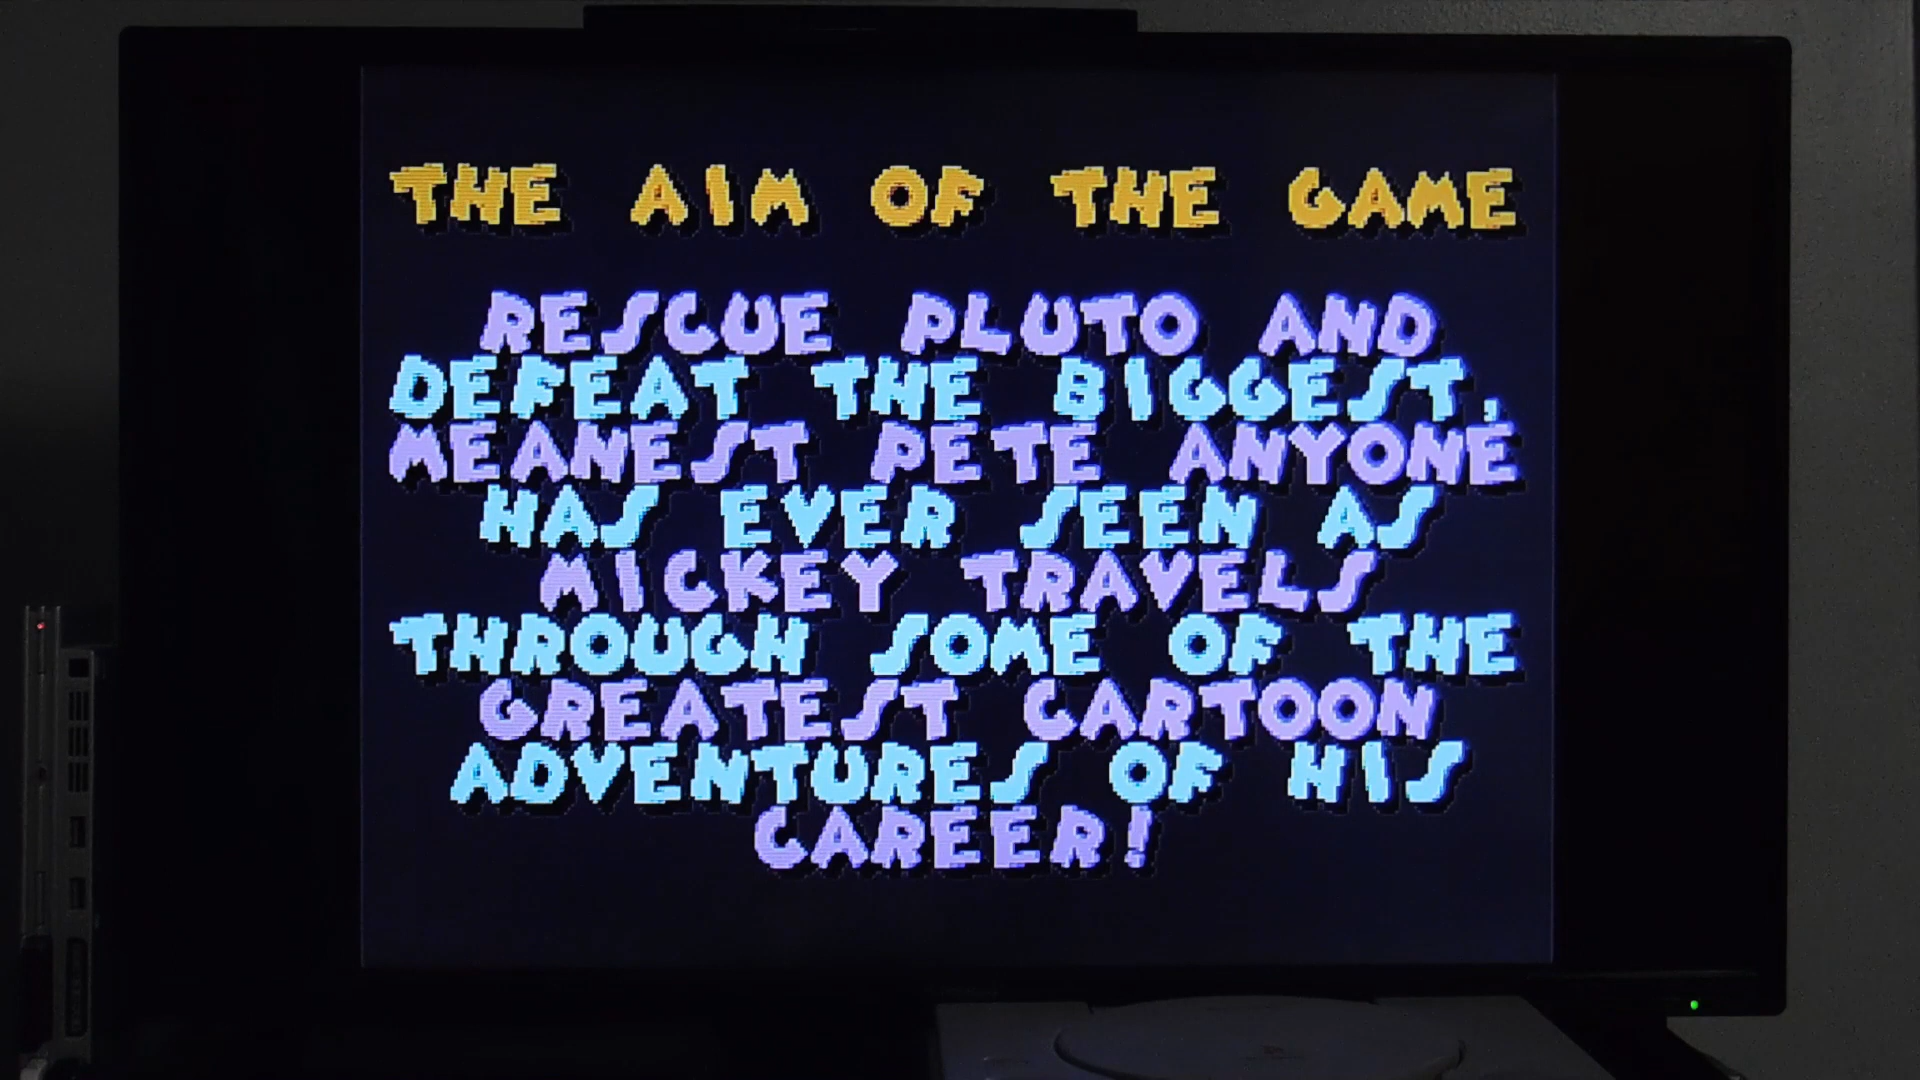 THE AIM OF THE GAME
RESCUE PLUTO AND
DEFEAT THE BIGGEST,
MEANEST PETE ANYONE
HAS EVER SEEN AS
MICKEY TRAVELS
THROUGH SOME OF THE
GREATEST CARTOON
ADVENTURES OF HIS
CAREER!